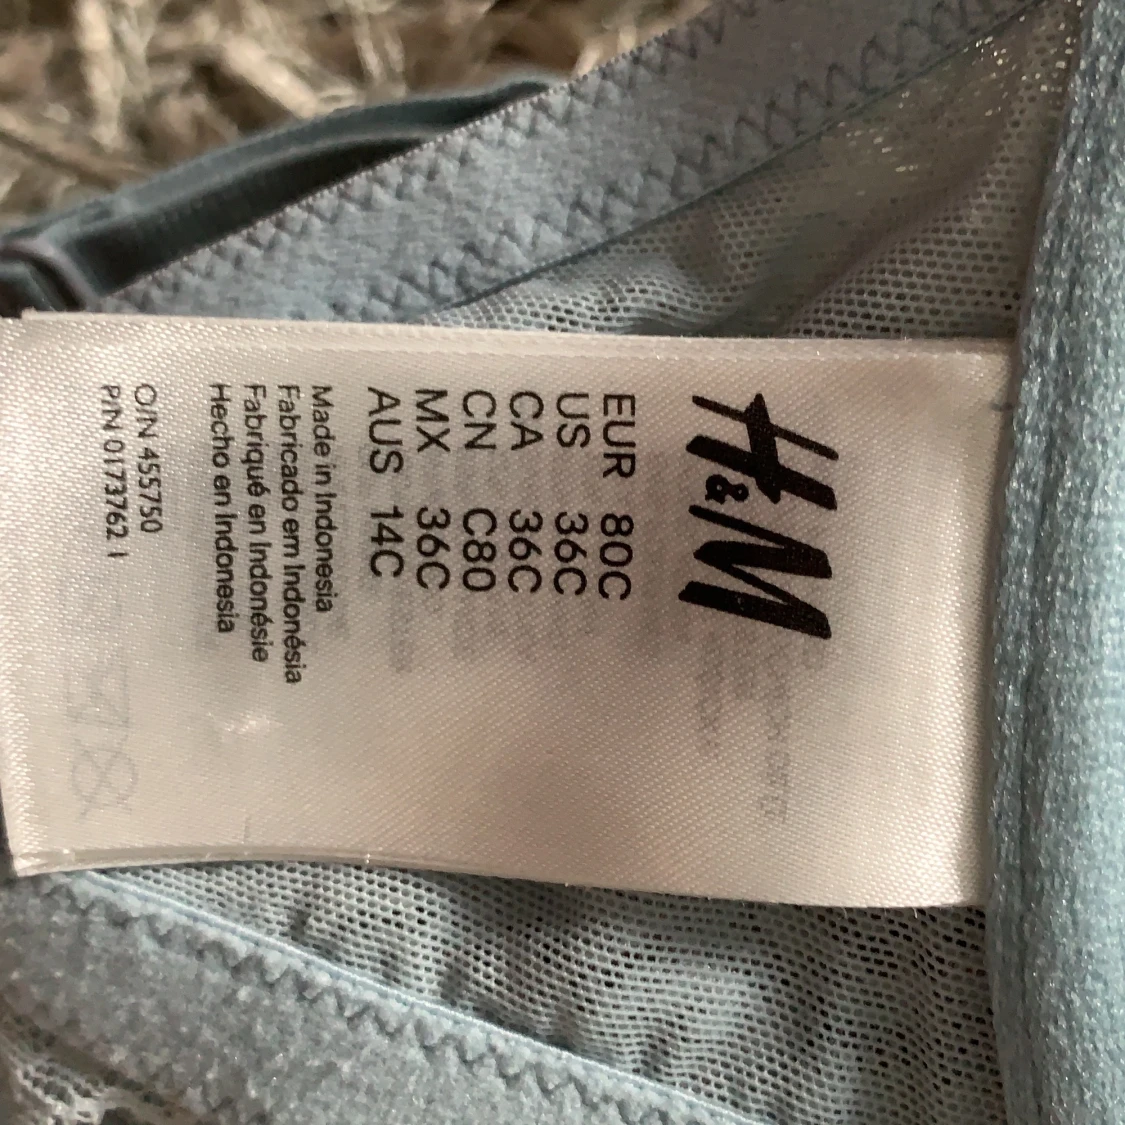 H&M
EUR 80C
US 36C
CA 36C
CN C80
MX 36C
AUS 14C
Made in Indonesia
Fabricado em Indonésia
Fabriqué en Indonésie
Hecho en Indonesia
O/N 455750
P/N 0173762 1